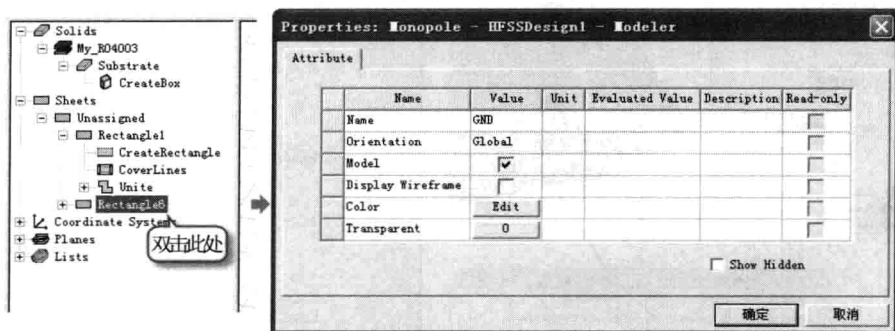 Solids
My_R04003
Substrate
CreateBox
Sheets
Unassigned
Rectangle1
CreateRectangle
CoverLines
Unite
Rectangle6
Coordinate System
Planes
Lists
双击此处
Properties: Monopole - HFSSDesign1 - Modeler
Attribute
Name Value Unit Evaluated Value Description Read-only
Name GND
Orientation Global
Model
Display Wireframe
Color Edit
Transparent 0
Show Hidden
确定 取消